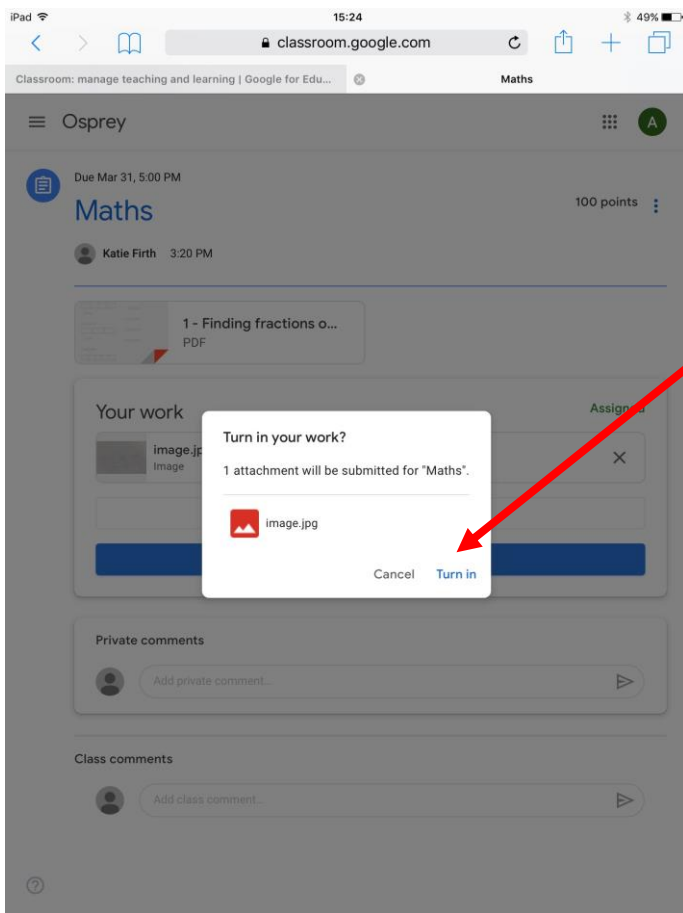 iPad 15:24 49%
classroom.google.com
Classroom: manage teaching and learning | Google for Edu... Maths
Osprey A
Due Mar 31, 5:00 PM
Maths 100 points
Katie Firth 3:20 PM
1 - Finding fractions o...
PDF
Your work
image.jp
Image
Turn in your work?
1 attachment will be submitted for "Maths".
image.jpg
Cancel Turn in
Private comments
Add private comment...
Class comments
Add class comment...